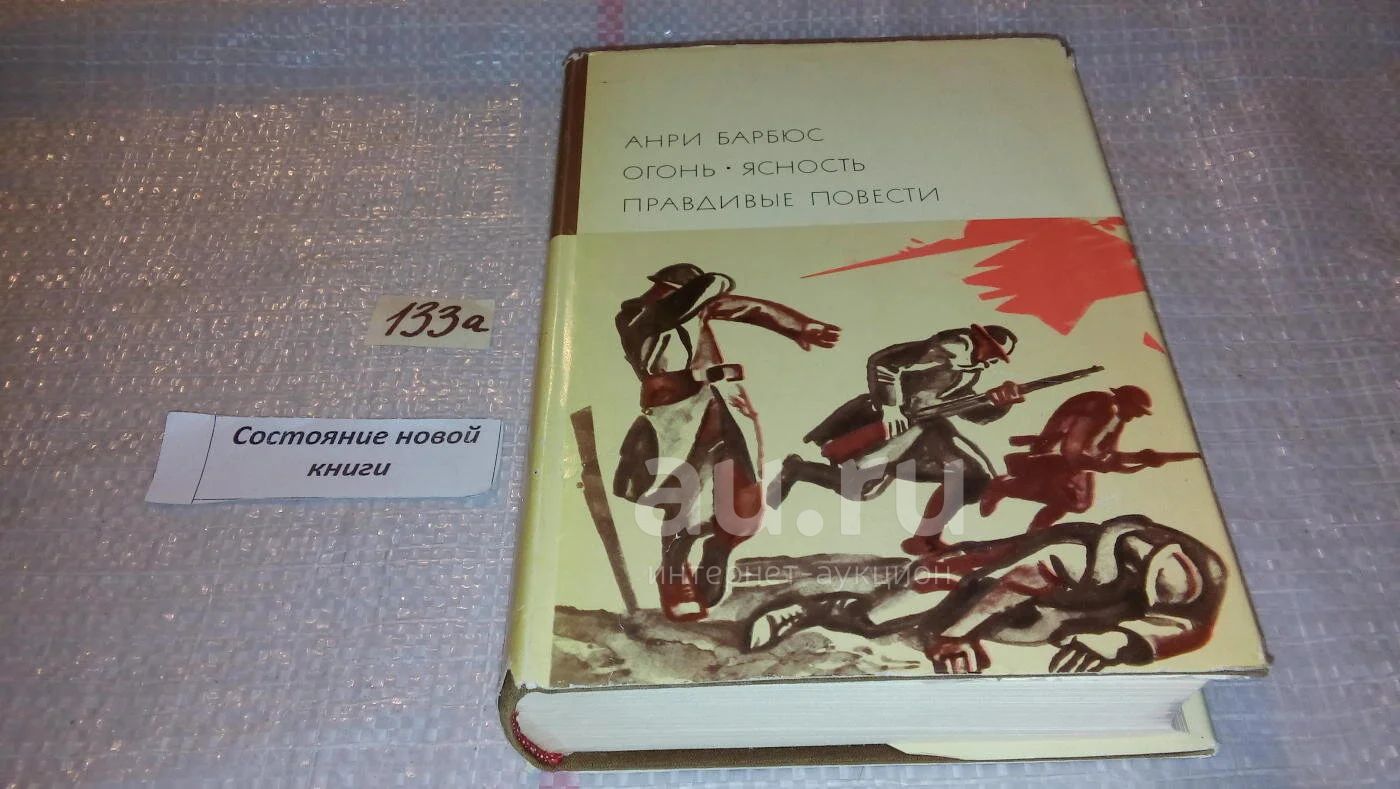 АНРИ БАРБЮС
ОГОНЬ · ЯСНОСТЬ
ПРАВДИВЫЕ ПОВЕСТИ
133а
Состояние новой
книги
au.ru
интернет аукцион